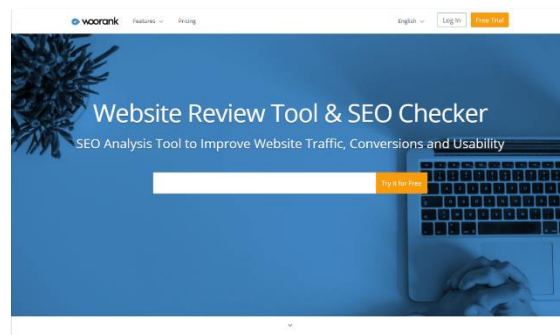 woorank
Features
Pricing
English
Log In
Free Trial
Website Review Tool & SEO Checker
SEO Analysis Tool to Improve Website Traffic, Conversions and Usability
Try It for Free